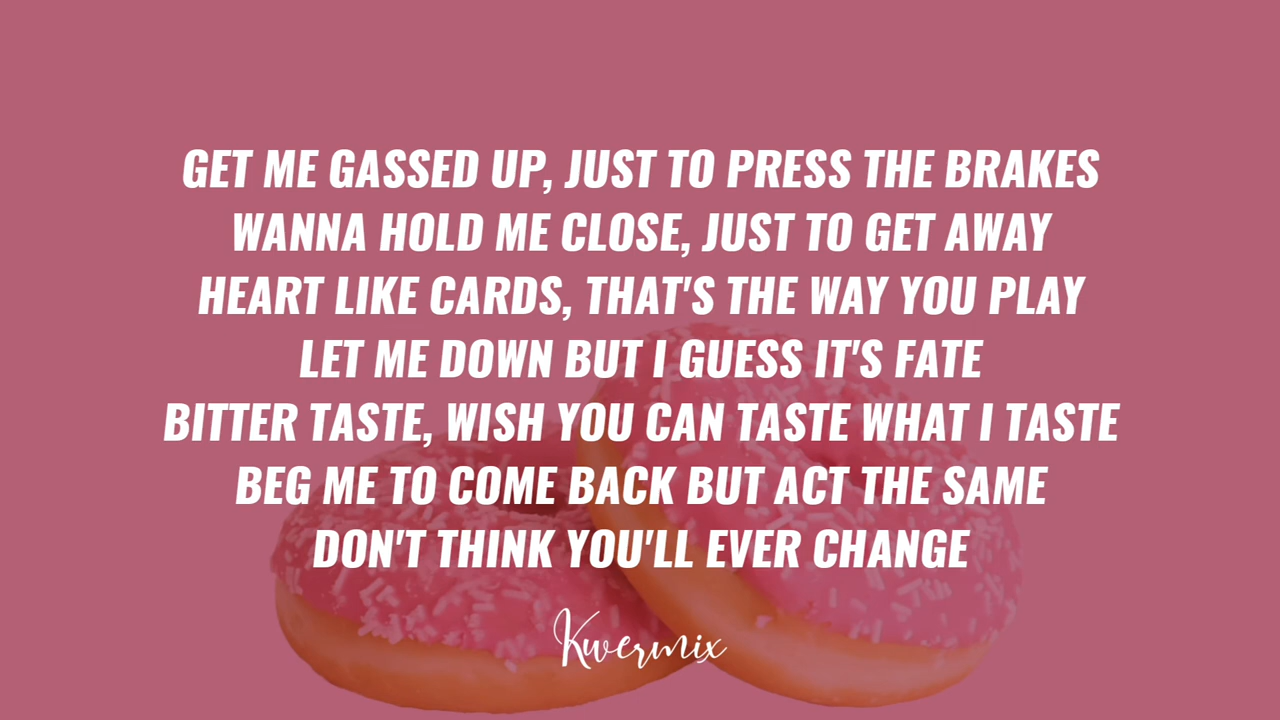 GET ME GASSED UP, JUST TO PRESS THE BRAKES
WANNA HOLD ME CLOSE, JUST TO GET AWAY
HEART LIKE CARDS, THAT'S THE WAY YOU PLAY
LET ME DOWN BUT I GUESS IT'S FATE
BITTER TASTE, WISH YOU CAN TASTE WHAT I TASTE
BEG ME TO COME BACK BUT ACT THE SAME
DON'T THINK YOU'LL EVER CHANGE
Kwermix